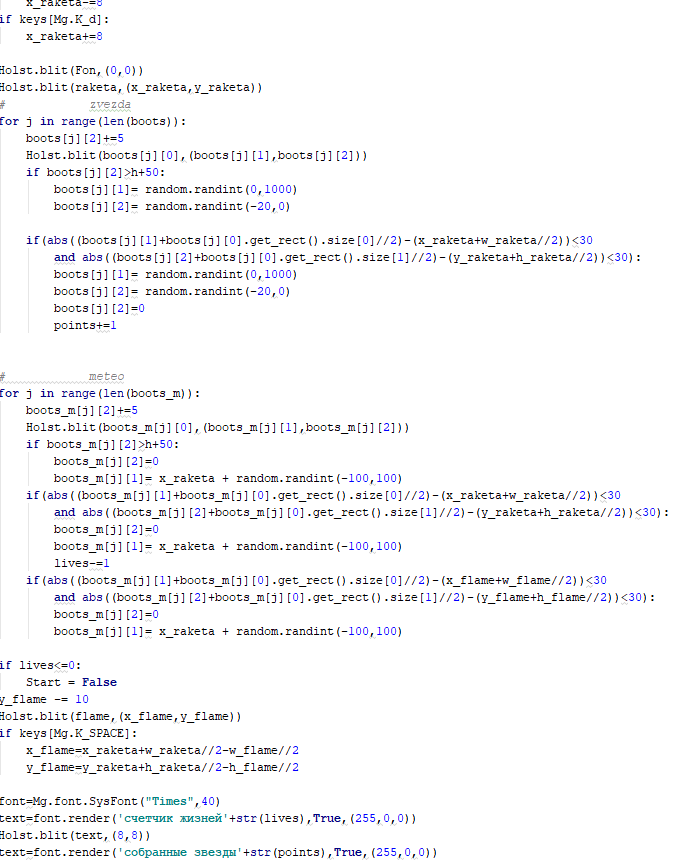 x_raketa-=8
if keys[Mg.K_d]:
x_raketa+=8
Holst.blit(Fon,(0,0))
Holst.blit(raketa,(x_raketa,y_raketa))
# zvezda
for j in range(len(boots)):
boots[j][2]+=5
Holst.blit(boots[j][0],(boots[j][1],boots[j][2]))
if boots[j][2]>h+50:
boots[j][1]= random.randint(0,1000)
boots[j][2]= random.randint(-20,0)
if(abs((boots[j][1]+boots[j][0].get_rect().size[0]//2)-(x_raketa+w_raketa//2))<30
and abs((boots[j][2]+boots[j][0].get_rect().size[1]//2)-(y_raketa+h_raketa//2))<30):
boots[j][1]= random.randint(0,1000)
boots[j][2]= random.randint(-20,0)
boots[j][2]=0
points+=1
# meteo
for j in range(len(boots_m)):
boots_m[j][2]+=5
Holst.blit(boots_m[j][0],(boots_m[j][1],boots_m[j][2]))
if boots_m[j][2]>h+50:
boots_m[j][2]=0
boots_m[j][1]= x_raketa + random.randint(-100,100)
if(abs((boots_m[j][1]+boots_m[j][0].get_rect().size[0]//2)-(x_raketa+w_raketa//2))<30
and abs((boots_m[j][2]+boots_m[j][0].get_rect().size[1]//2)-(y_raketa+h_raketa//2))<30):
boots_m[j][2]=0
boots_m[j][1]= x_raketa + random.randint(-100,100)
lives-=1
if(abs((boots_m[j][1]+boots_m[j][0].get_rect().size[0]//2)-(x_flame+w_flame//2))<30
and abs((boots_m[j][2]+boots_m[j][0].get_rect().size[1]//2)-(y_flame+h_flame//2))<30):
boots_m[j][2]=0
boots_m[j][1]= x_raketa + random.randint(-100,100)
if lives<=0:
Start = False
y_flame -= 10
Holst.blit(flame,(x_flame,y_flame))
if keys[Mg.K_SPACE]:
x_flame=x_raketa+w_raketa//2-w_flame//2
y_flame=y_raketa+h_raketa//2-h_flame//2
font=Mg.font.SysFont("Times",40)
text=font.render('счетчик жизней'+str(lives),True,(255,0,0))
Holst.blit(text,(8,8))
text=font.render('собранные звезды'+str(points),True,(255,0,0))